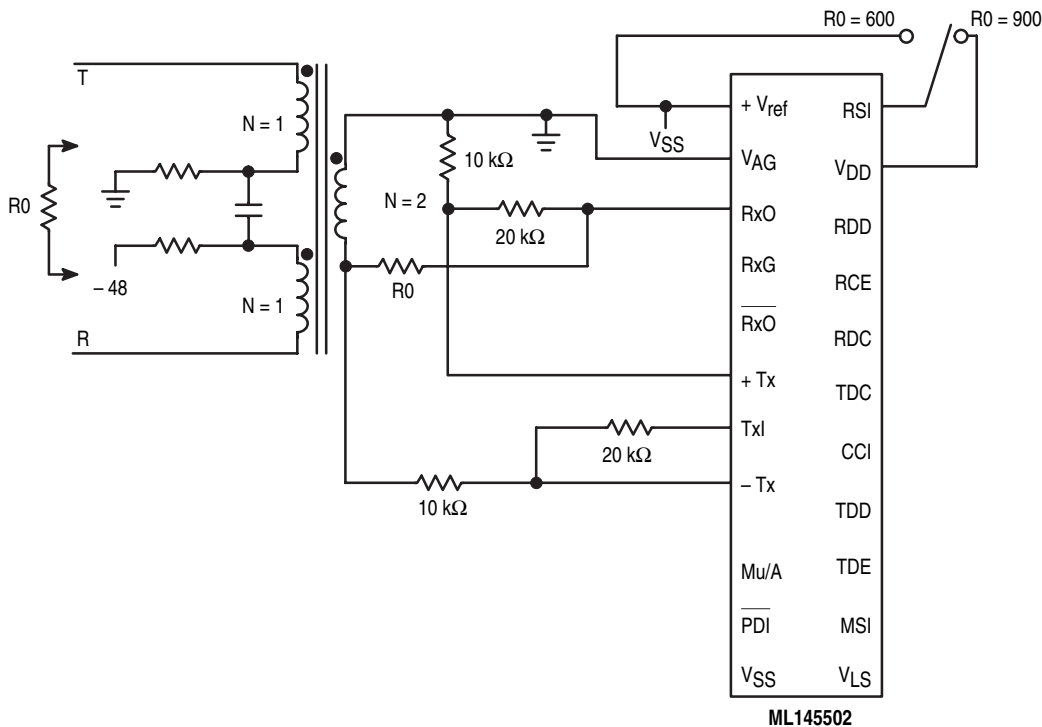 R0 = 600
R0 = 900
T
N = 1
R0
– 48
N = 1
R
N = 2
10 kΩ
VSS
20 kΩ
R0
20 kΩ
10 kΩ
+ Vref
VAG
RxO
RxG
RxO
+ Tx
TxI
– Tx
Mu/A
PDI
VSS
RSI
VDD
RDD
RCE
RDC
TDC
CCI
TDD
TDE
MSI
VLS
ML145502